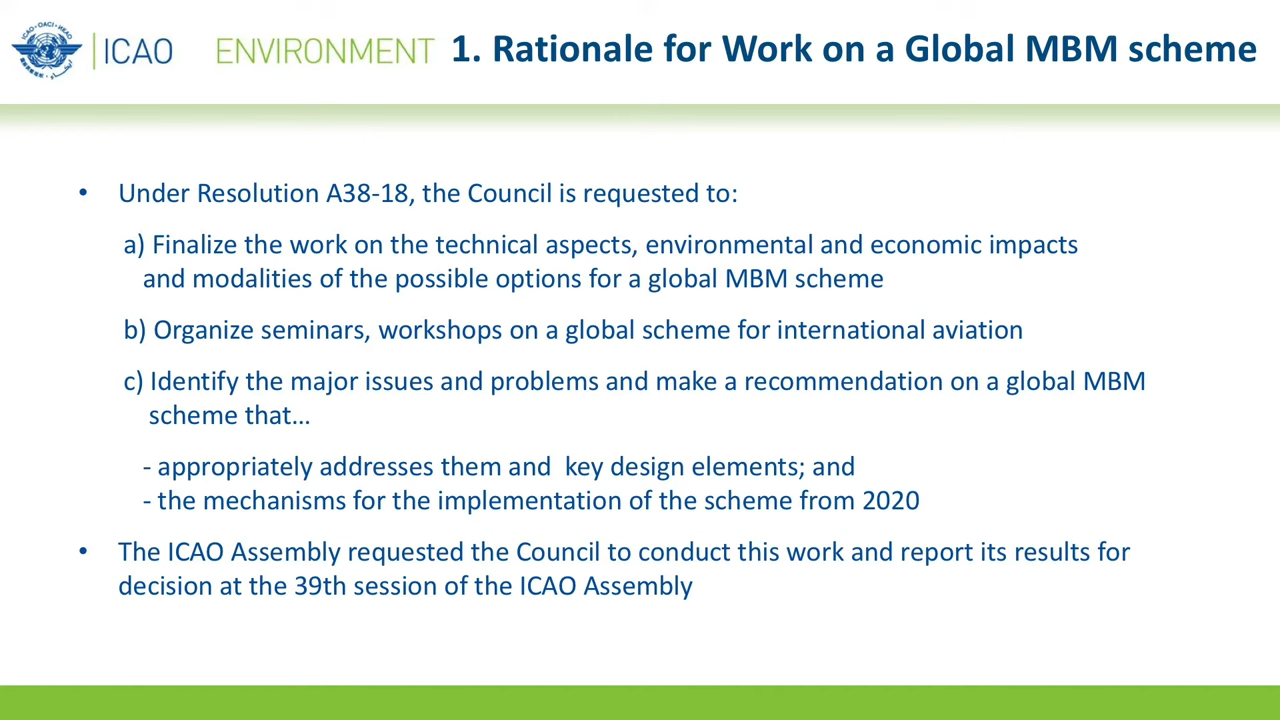 ICAO · OACI · ИКАО
ICAO
ENVIRONMENT
1. Rationale for Work on a Global MBM scheme
• Under Resolution A38-18, the Council is requested to:
a) Finalize the work on the technical aspects, environmental and economic impacts
and modalities of the possible options for a global MBM scheme
b) Organize seminars, workshops on a global scheme for international aviation
c) Identify the major issues and problems and make a recommendation on a global MBM
scheme that...
- appropriately addresses them and  key design elements; and
- the mechanisms for the implementation of the scheme from 2020
• The ICAO Assembly requested the Council to conduct this work and report its results for
decision at the 39th session of the ICAO Assembly